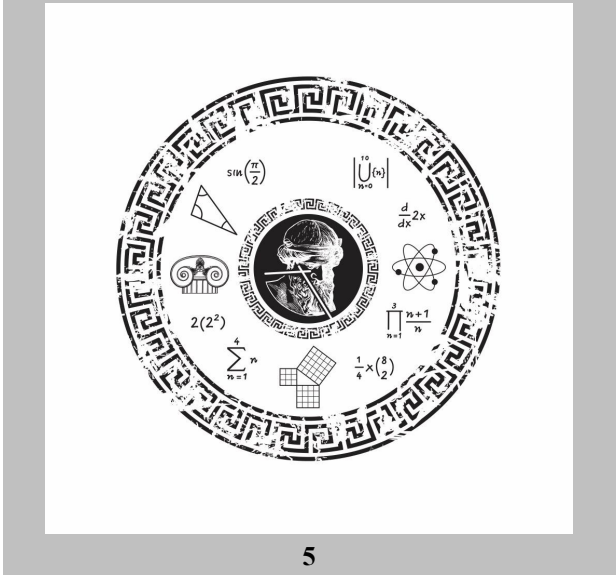 sin(π/2)
|⋃_{n=0}^{10} {n}|
d/dx 2x
2(2²)
∏_{n=1}^{3} (n+1)/n
∑_{n=1}^{4} n
1/4 × (8 2)
5